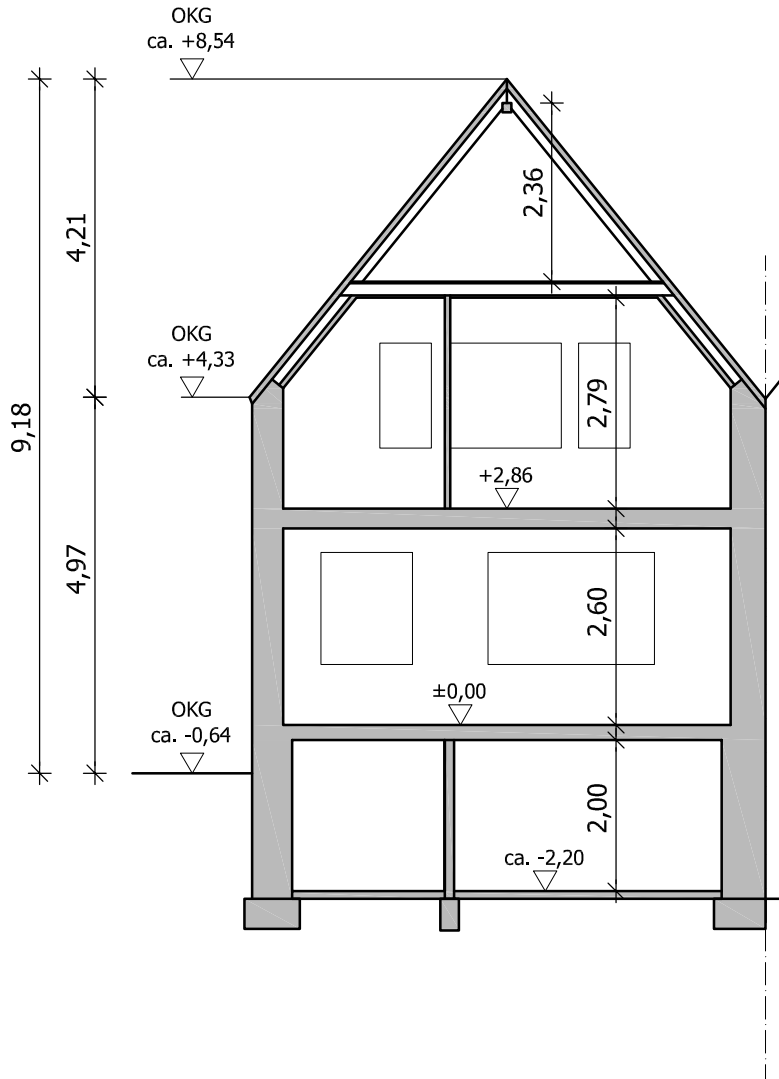 OKG
ca. +8,54
2,36
4,21
OKG
ca. +4,33
9,18
2,79
+2,86
4,97
2,60
±0,00
OKG
ca. -0,64
2,00
ca. -2,20